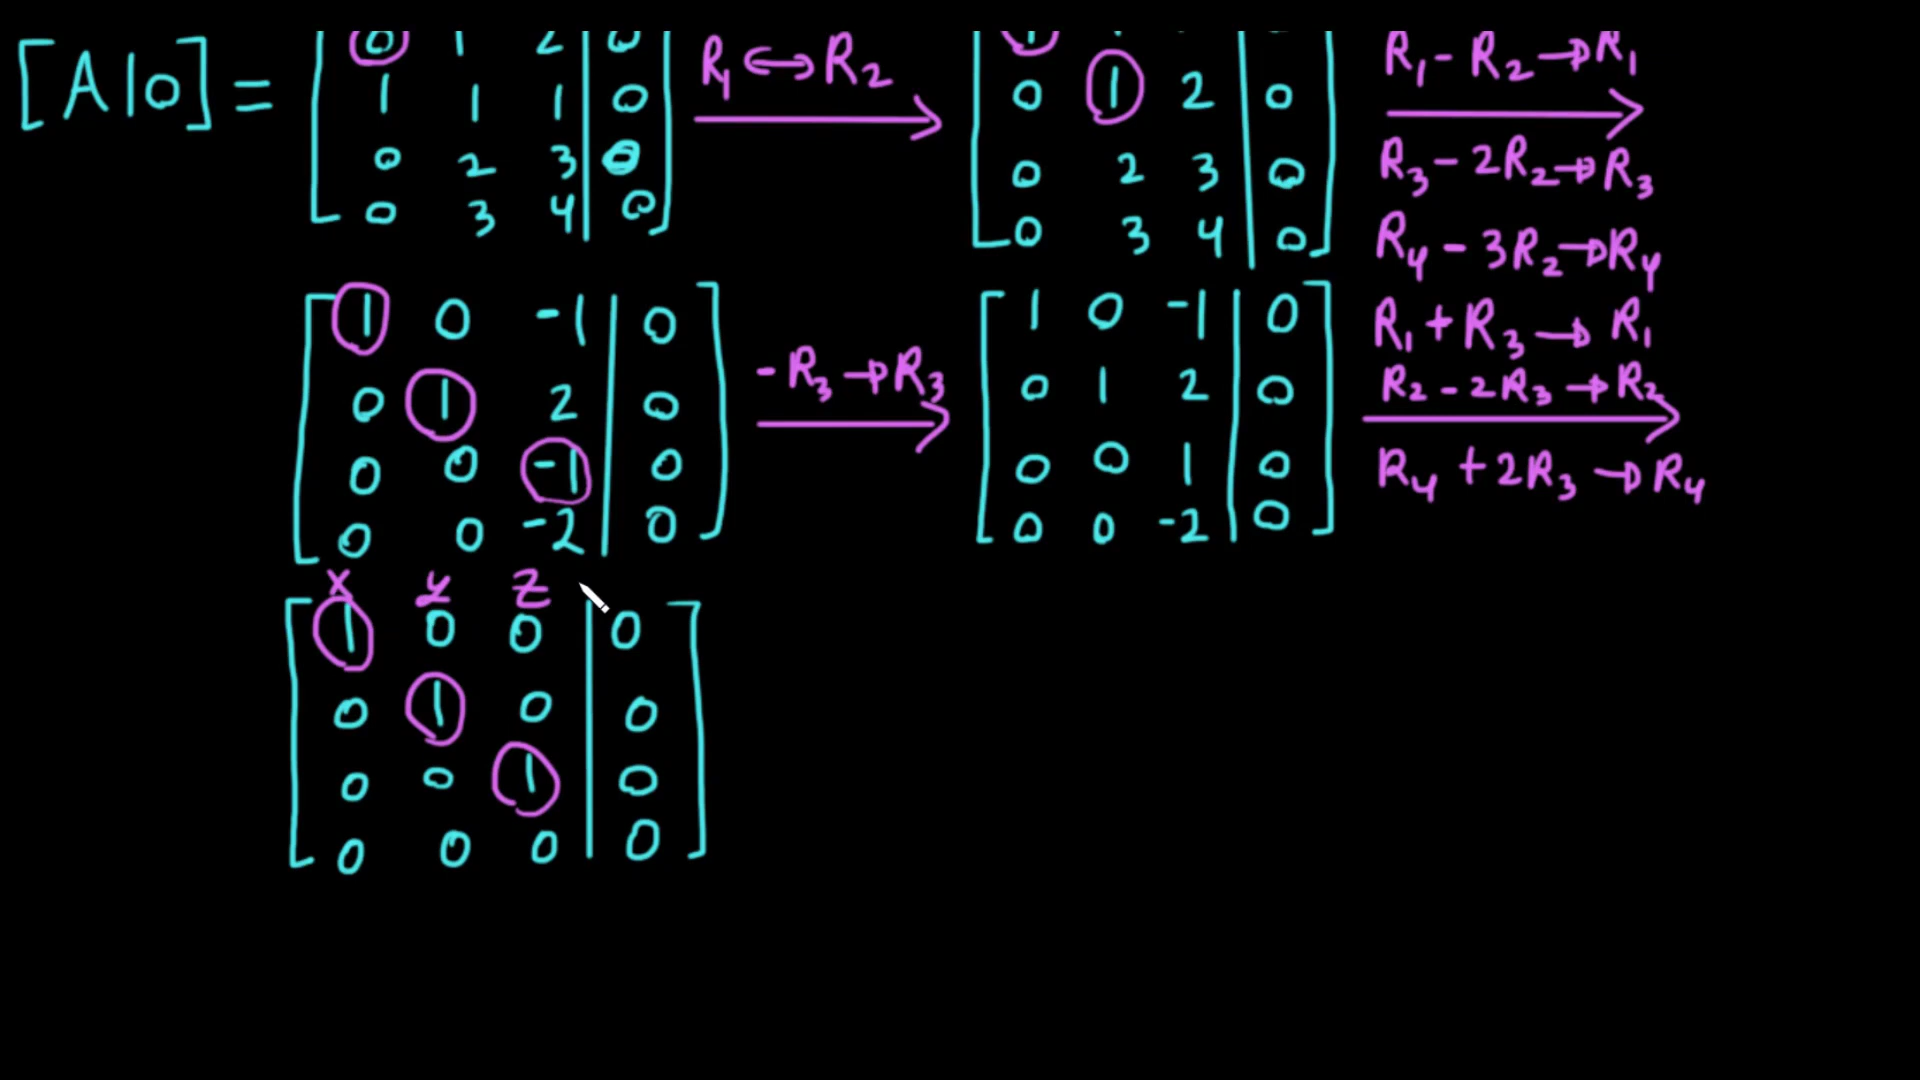 [A|0] = [0 1 2 | 0] R₁ ↔ R₂ R₁ - R₂ → R₁
1 1 1 | 0 0 1 2 | 0
0 2 3 | 0 0 2 3 | 0 R₃ - 2R₂ → R₃
0 3 4 | 0 0 3 4 | 0 R₄ - 3R₂ → R₄
1 0 -1 | 0 1 0 -1 | 0 R₁ + R₃ → R₁
0 1 2 | 0 -R₃ → R₃ 0 1 2 | 0 R₂ - 2R₃ → R₂
0 0 -1 | 0 0 0 1 | 0 R₄ + 2R₃ → R₄
0 0 -2 | 0 0 0 -2 | 0
x y z
1 0 0 | 0
0 1 0 | 0
0 0 1 | 0
0 0 0 | 0